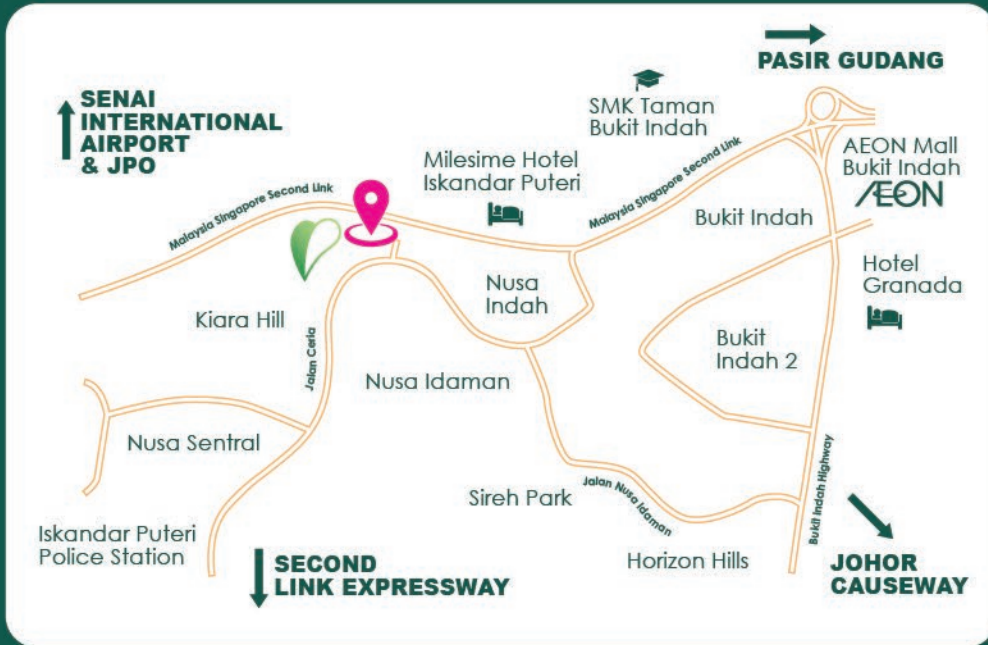 PASIR GUDANG
SENAI
INTERNATIONAL
AIRPORT
& JPO
SMK Taman
Bukit Indah
Milesime Hotel
Iskandar Puteri
AEON Mall
Bukit Indah
ÆON
Malaysia Singapore Second Link
Malaysia Singapore Second Link
Bukit Indah
Hotel
Granada
Nusa
Indah
Kiara Hill
Jalan Ceria
Nusa Idaman
Bukit
Indah 2
Nusa Sentral
Sireh Park
Jalan Nusa Idaman
Bukit Indah Highway
Iskandar Puteri
Police Station
SECOND
LINK EXPRESSWAY
Horizon Hills
JOHOR
CAUSEWAY